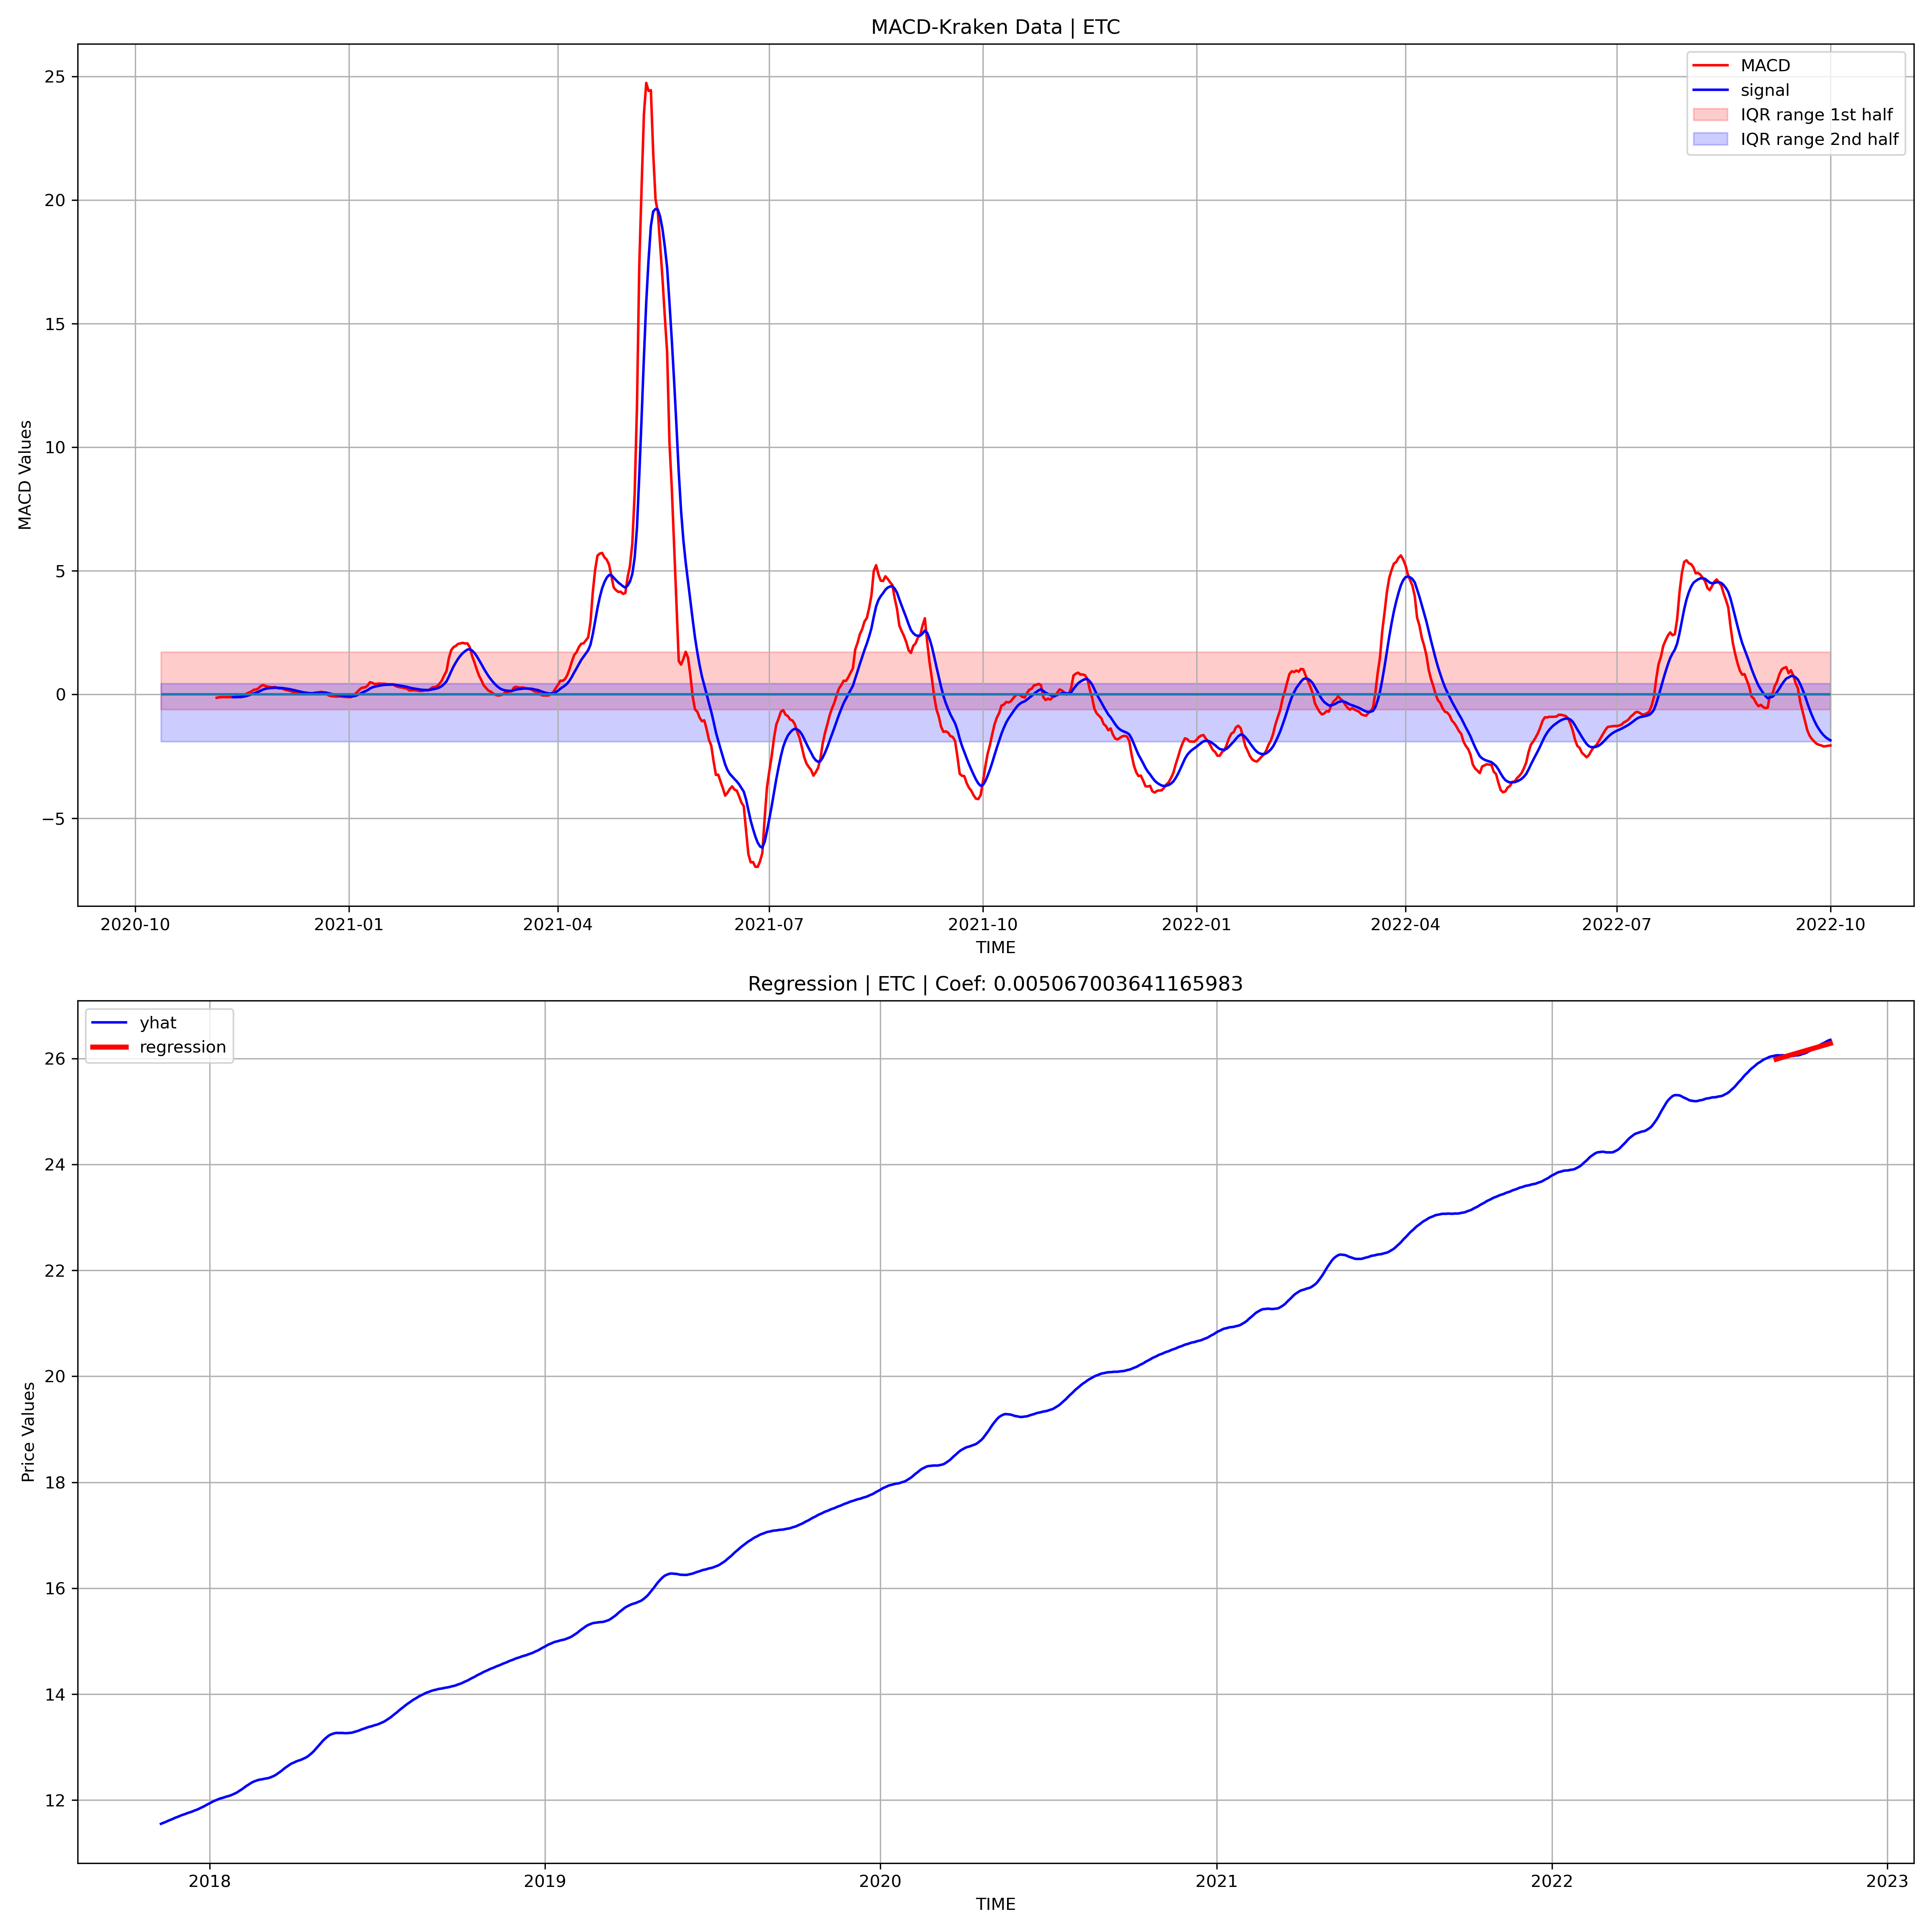 MACD-Kraken Data | ETC
MACD
signal
IQR range 1st half
IQR range 2nd half
25
20
15
10
5
0
−5
MACD Values
2020-10 2021-01 2021-04 2021-07 2021-10 2022-01 2022-04 2022-07 2022-10
TIME
Regression | ETC | Coef: 0.005067003641165983
yhat
regression
26
24
22
20
18
16
14
12
Price Values
2018 2019 2020 2021 2022 2023
TIME